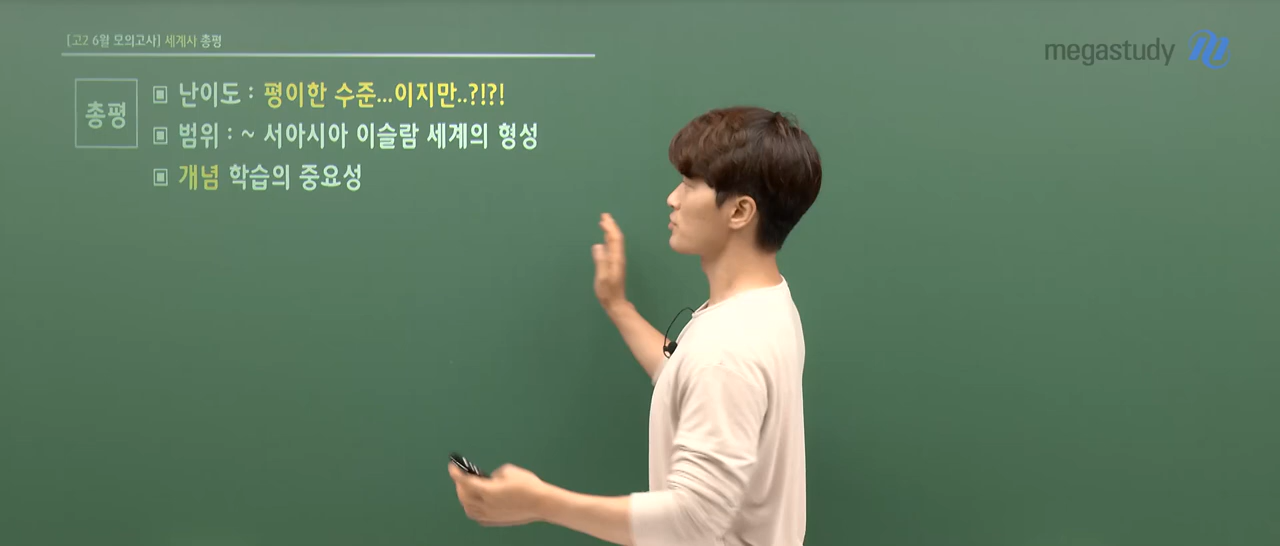 [고2 6월 모의고사] 세계사 총평
megastudy
총평
▣ 난이도 : 평이한 수준...이지만..?!?!
▣ 범위 : ~ 서아시아 이슬람 세계의 형성
▣ 개념 학습의 중요성